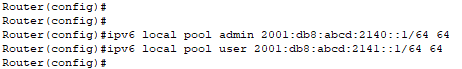 Router(config)#
Router(config)#
Router(config)#ipv6 local pool admin 2001:db8:abcd:2140::1/64 64
Router(config)#ipv6 local pool user 2001:db8:abcd:2141::1/64 64
Router(config)#